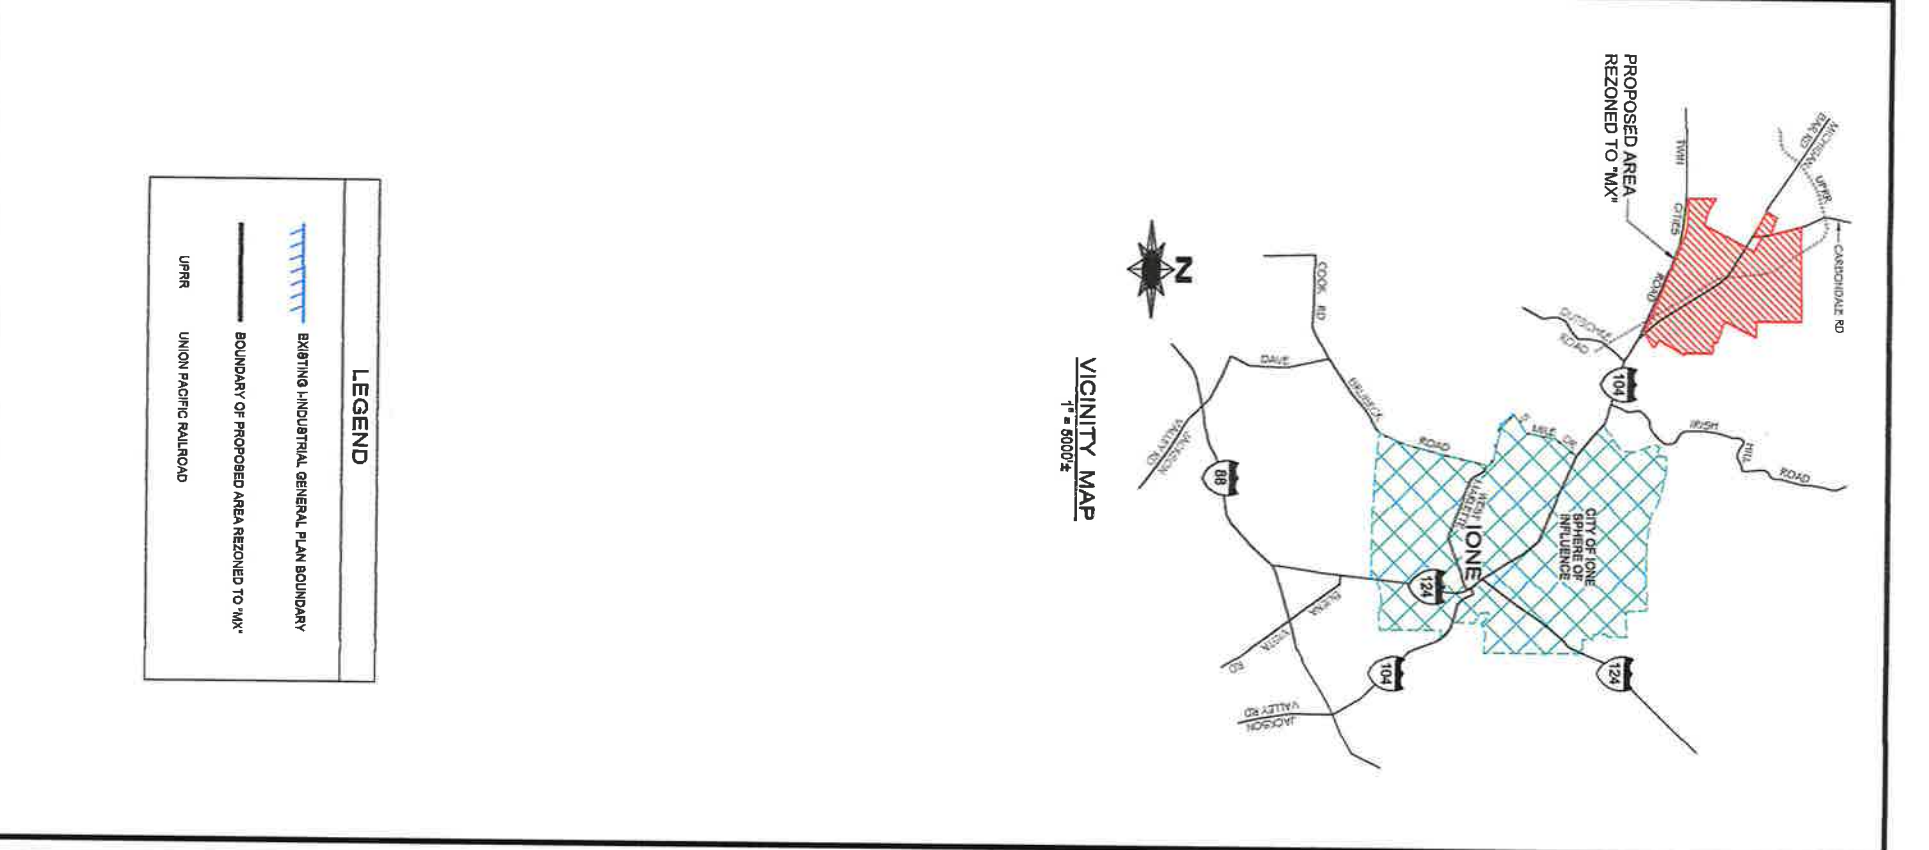 PROPOSED AREA
REZONED TO "MX"
MICHIGAN
BAR RD
UPRR
CARBONDALE RD
TWIN
CITIES
ROAD
DUTSCHKE
ROAD
104
IRISH
HILL
ROAD
5
MILE DR
CITY OF IONE
SPHERE OF
INFLUENCE
IONE
WEST
MARLETTE
COOK RD
DAVE
BRUBECK
ROAD
JACKSON
VALLEY RD
88
124
124
104
BUENA
VISTA
RD
JACKSON
VALLEY RD
N
VICINITY MAP
1" = 5000'±
LEGEND
EXISTING I-INDUSTRIAL GENERAL PLAN BOUNDARY
BOUNDARY OF PROPOSED AREA REZONED TO "MX"
UPRR UNION PACIFIC RAILROAD